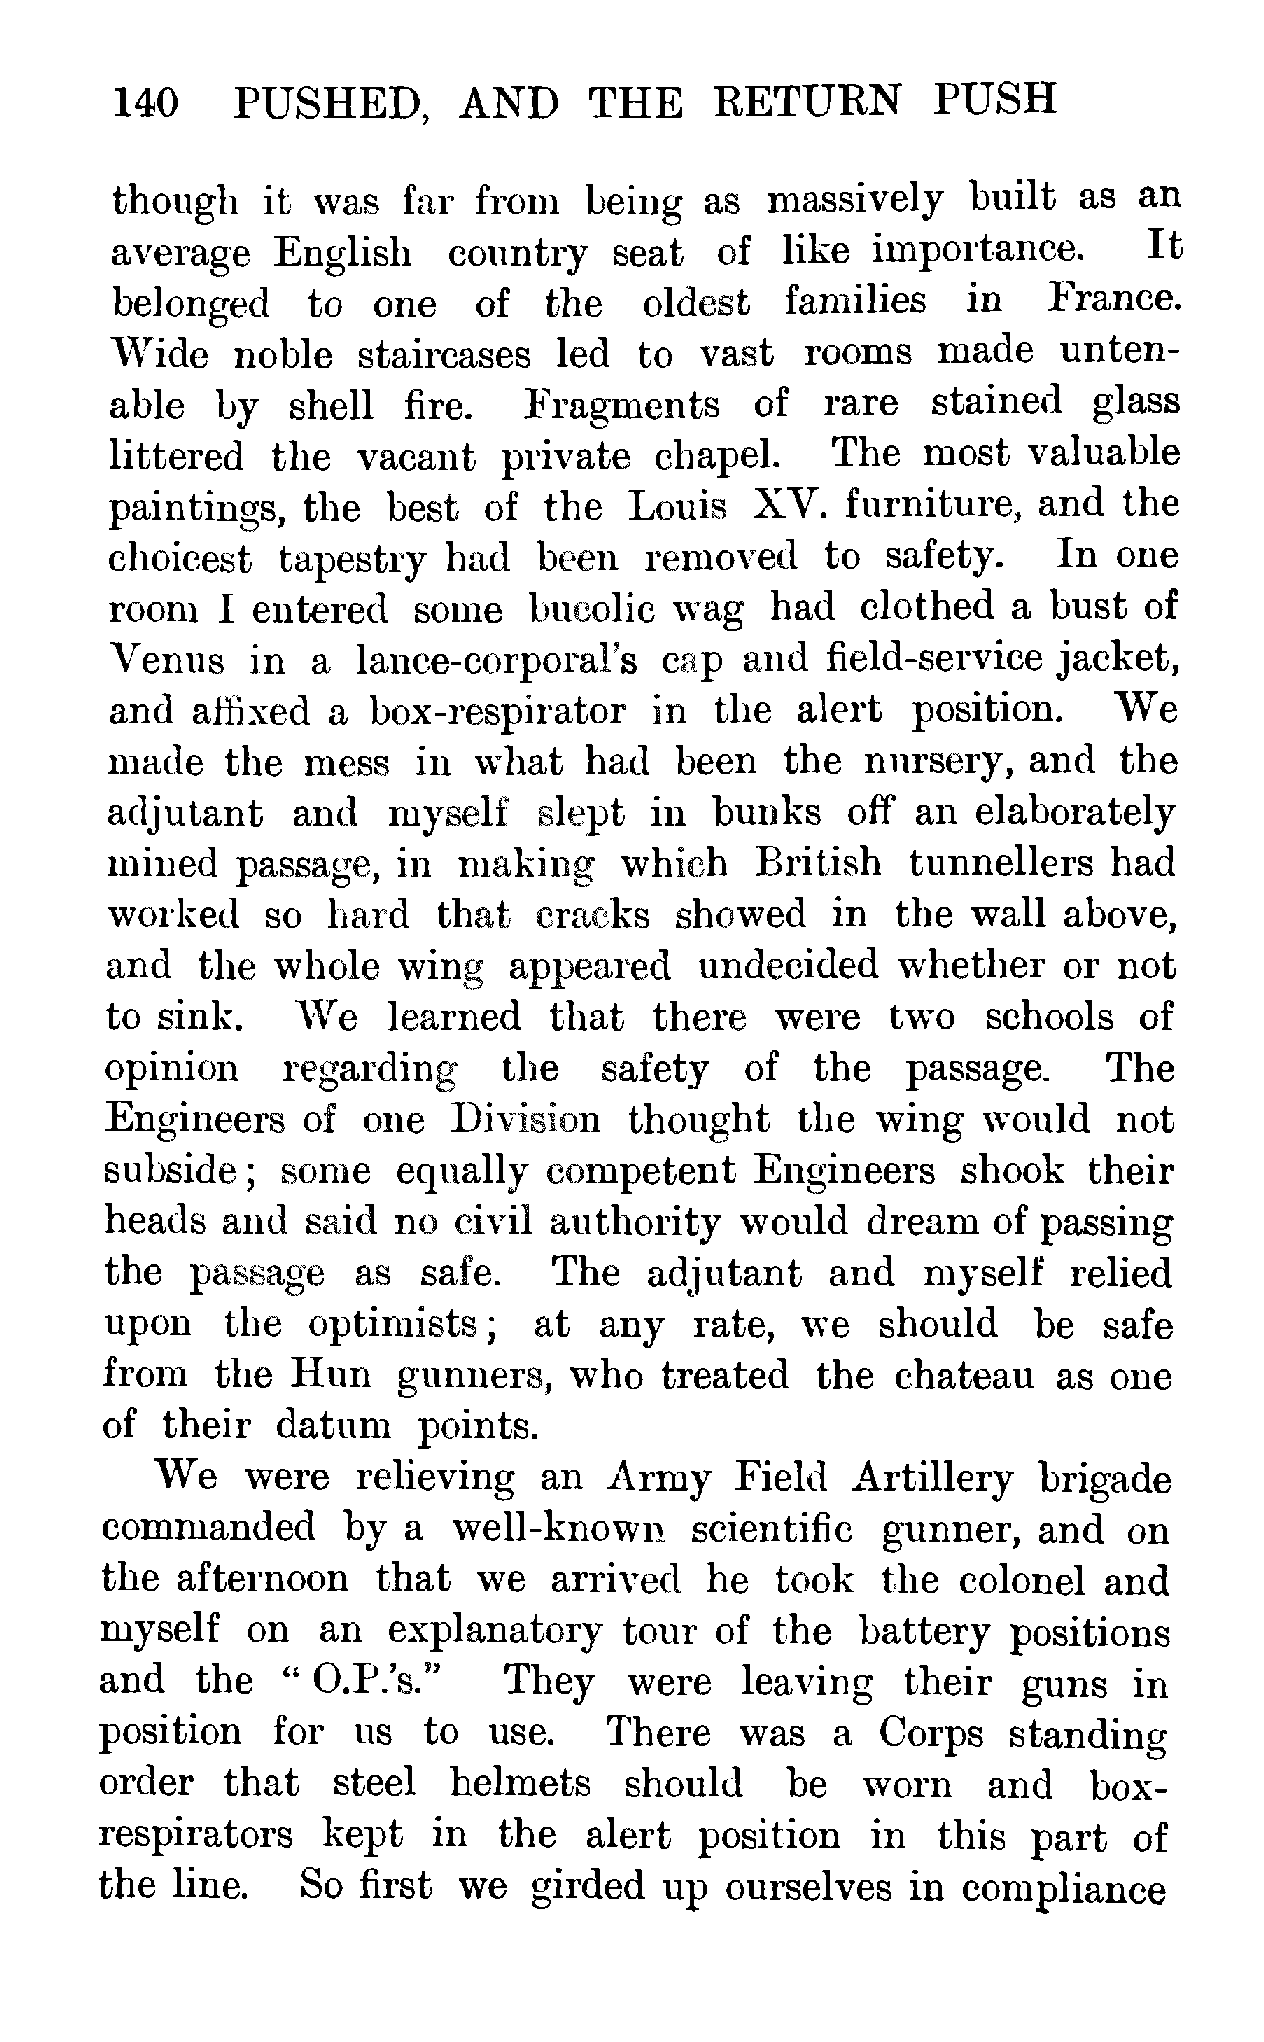 140 PUSHED, AND THE RETURN PUSH
though it was far from being as massively built as an
average English country seat of like importance. It
belonged to one of the oldest families in France.
Wide noble staircases led to vast rooms made unten-
able by shell fire. Fragments of rare stained glass
littered the vacant private chapel. The most valuable
paintings, the best of the Louis XV. furniture, and the
choicest tapestry had been removed to safety. In one
room I entered some bucolic wag had clothed a bust of
Venus in a lance-corporal's cap and field-service jacket,
and affixed a box-respirator in the alert position. We
made the mess in what had been the nursery, and the
adjutant and myself slept in bunks off an elaborately
mined passage, in making which British tunnellers had
worked so hard that cracks showed in the wall above,
and the whole wing appeared undecided whether or not
to sink. We learned that there were two schools of
opinion regarding the safety of the passage. The
Engineers of one Division thought the wing would not
subside; some equally competent Engineers shook their
heads and said no civil authority would dream of passing
the passage as safe. The adjutant and myself relied
upon the optimists; at any rate, we should be safe
from the Hun gunners, who treated the chateau as one
of their datum points.
We were relieving an Army Field Artillery brigade
commanded by a well-known scientific gunner, and on
the afternoon that we arrived he took the colonel and
myself on an explanatory tour of the battery positions
and the "O.P.'s." They were leaving their guns in
position for us to use. There was a Corps standing
order that steel helmets should be worn and box-
respirators kept in the alert position in this part of
the line. So first we girded up ourselves in compliance